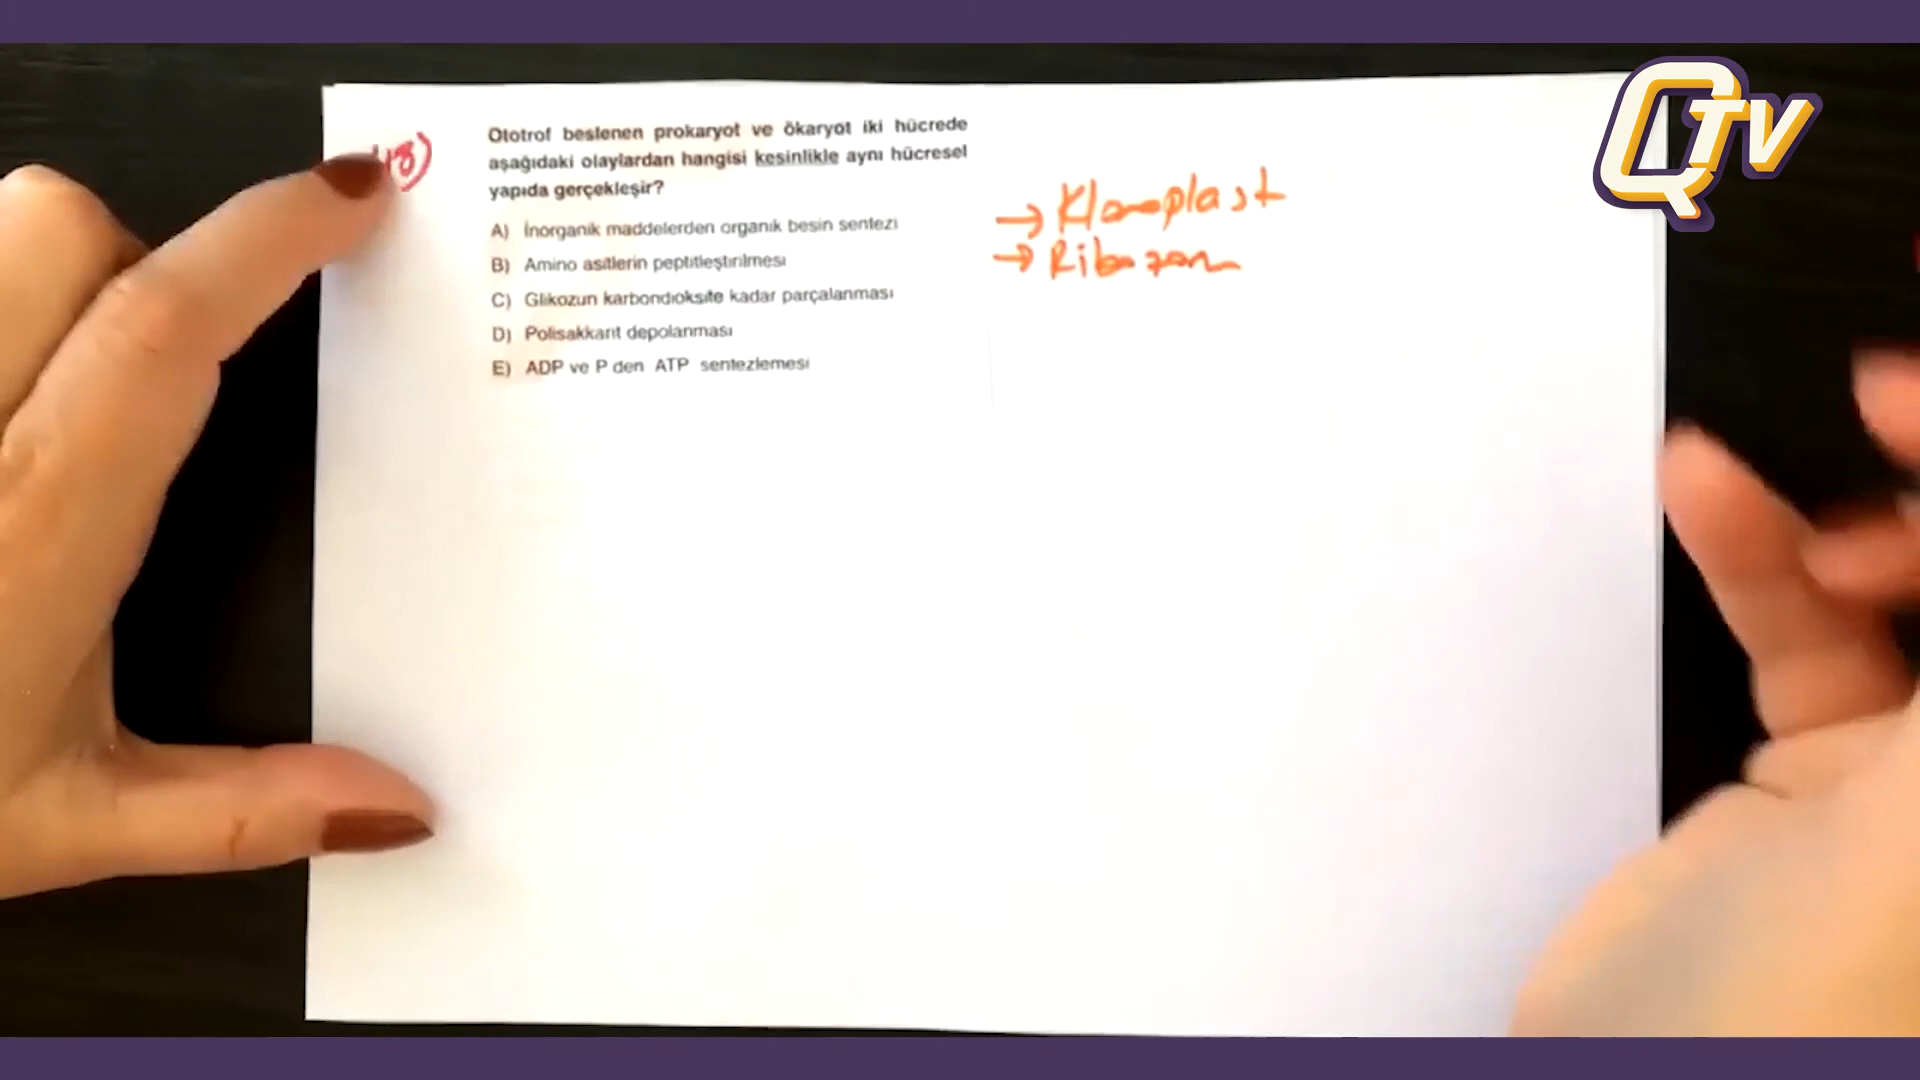 QTV
18)
Ototrof beslenen prokaryot ve ökaryot iki hücrede
aşağıdaki olaylardan hangisi kesinlikle aynı hücresel
yapıda gerçekleşir?
A) İnorganik maddelerden organik besin sentezi
B) Amino asitlerin peptitleştirilmesi
C) Glikozun karbondioksite kadar parçalanması
D) Polisakkarit depolanması
E) ADP ve P den ATP sentezlemesi
→ Kloroplast
→ Ribozom